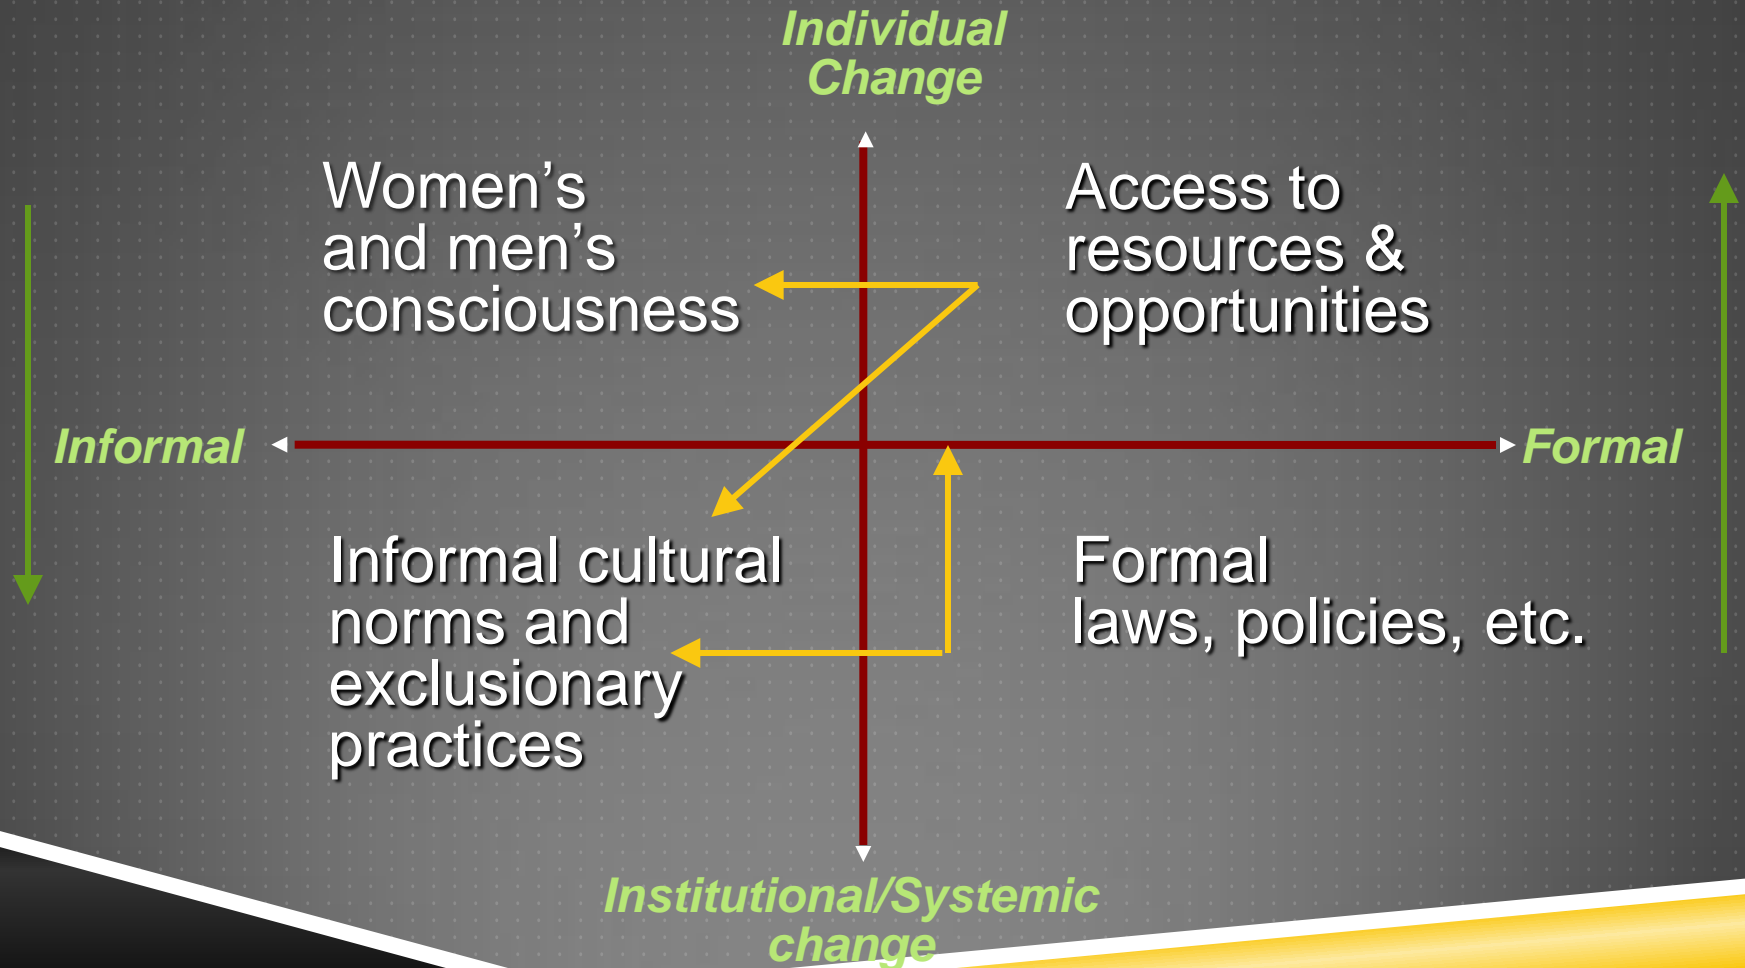 Individual
Change
Women’s
and men’s
consciousness
Access to
resources &
opportunities
Informal
Formal
Informal cultural
norms and
exclusionary
practices
Formal
laws, policies, etc.
Institutional/Systemic
change